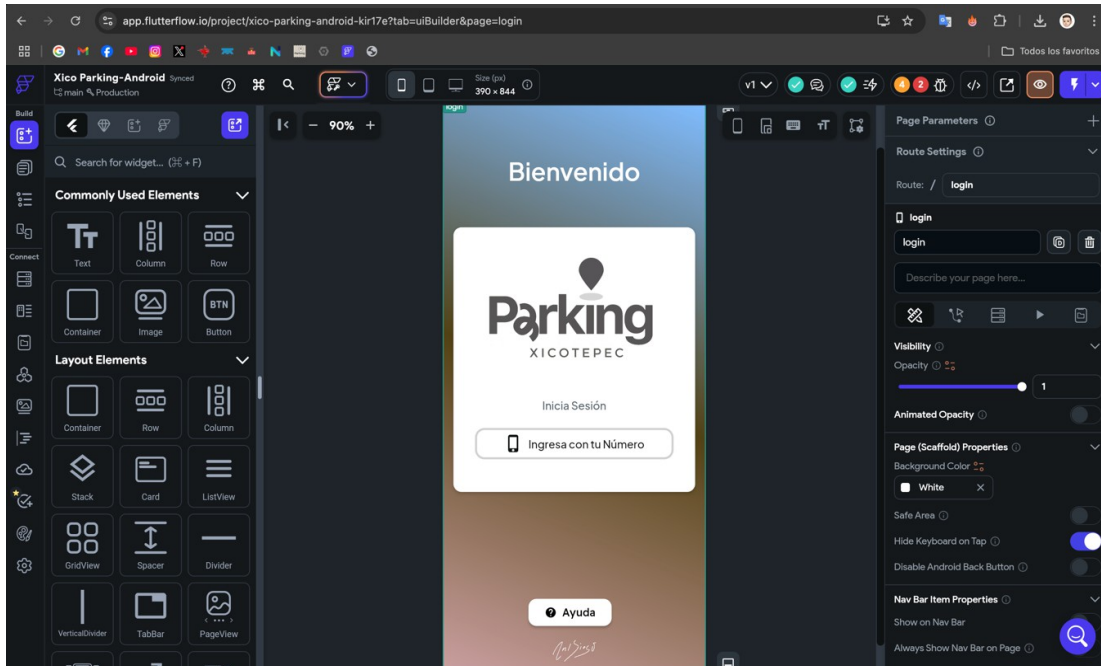 app.flutterflow.io/project/xico-parking-android-kir17e?tab=uiBuilder&page=login
Todos los favoritos
Xico Parking-Android Synced
main Production
Size (px)
390 × 844
v1
4 2
Build
90%
login
Page Parameters
Search for widget... (⌘ + F)
Route Settings
Commonly Used Elements
Route: / login
Text
Column
Row
login
login
Connect
Describe your page here...
Container
Image
BTN
Button
Layout Elements
Container
Row
Column
Stack
Card
ListView
GridView
Spacer
Divider
VerticalDivider
TabBar
PageView
Bienvenido
Parking
XICOTEPEC
Inicia Sesión
Ingresa con tu Número
Ayuda
Visibility
Opacity
1
Animated Opacity
Page (Scaffold) Properties
Background Color
White
Safe Area
Hide Keyboard on Tap
Disable Android Back Button
Nav Bar Item Properties
Show on Nav Bar
Always Show Nav Bar on Page